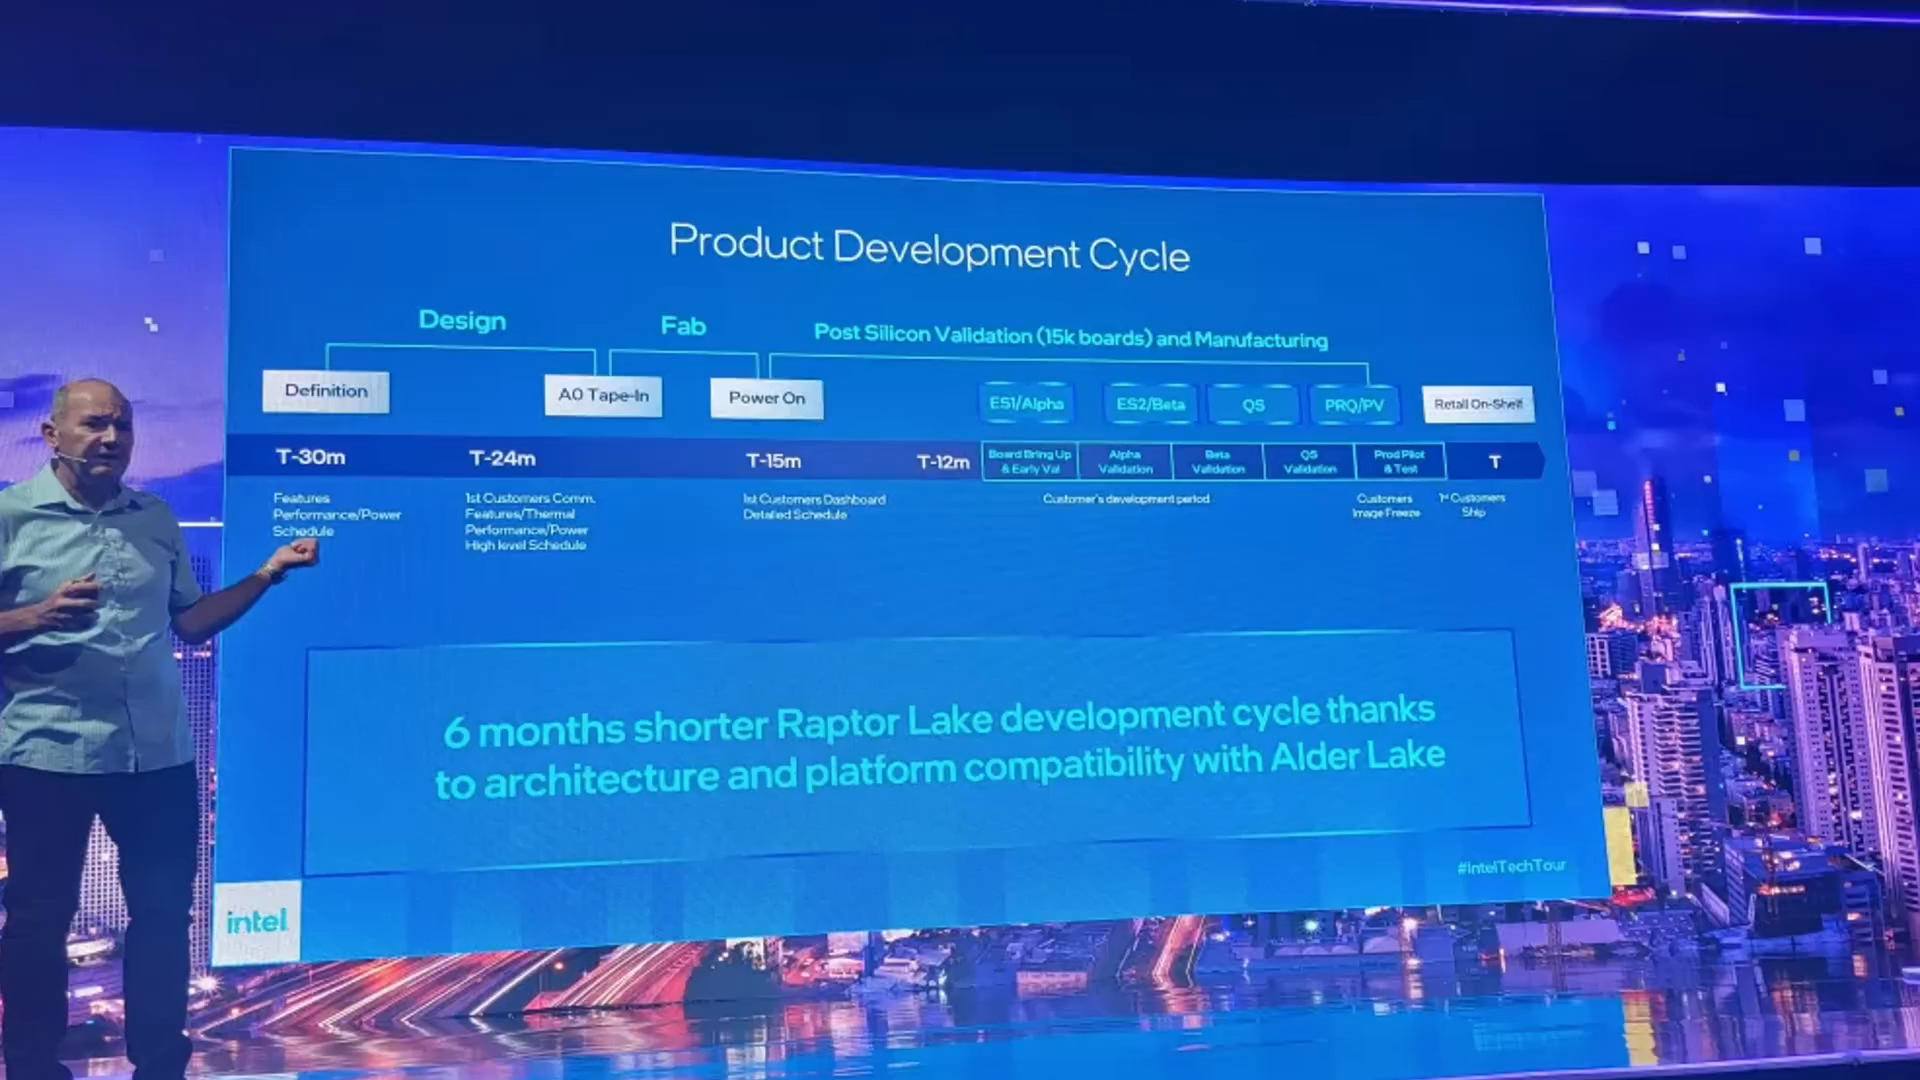 Product Development Cycle
Design
Fab
Post Silicon Validation (15k boards) and Manufacturing
Definition
A0 Tape-In
Power On
ES1/Alpha
ES2/Beta
QS
PRQ/PV
Retail On-Shelf
T-30m
T-24m
T-15m
T-12m
Board Bring Up
& Early Val
Alpha
Validation
Beta
Validation
QS
Validation
Prod Pilot
& Test
T
Features
Performance/Power
Schedule
1st Customers Comm.
Features/Thermal
Performance/Power
High level Schedule
1st Customers Dashboard
Detailed Schedule
Customer's development period
Customers
Image Freeze
1st Customers
Ship
6 months shorter Raptor Lake development cycle thanks
to architecture and platform compatibility with Alder Lake
#IntelTechTour
intel